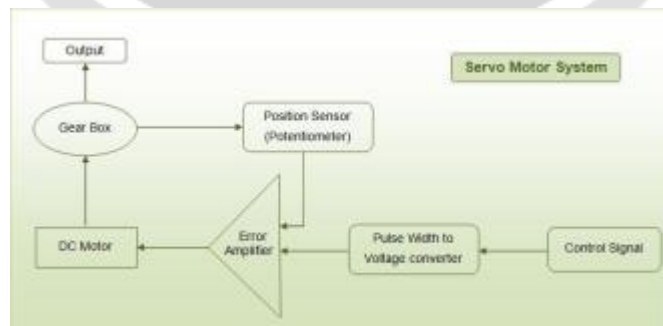 Output
Servo Motor System
Gear Box
Position Sensor
(Potentiometer)
DC Motor
Error
Amplifier
Pulse Width to
Voltage converter
Control Signal